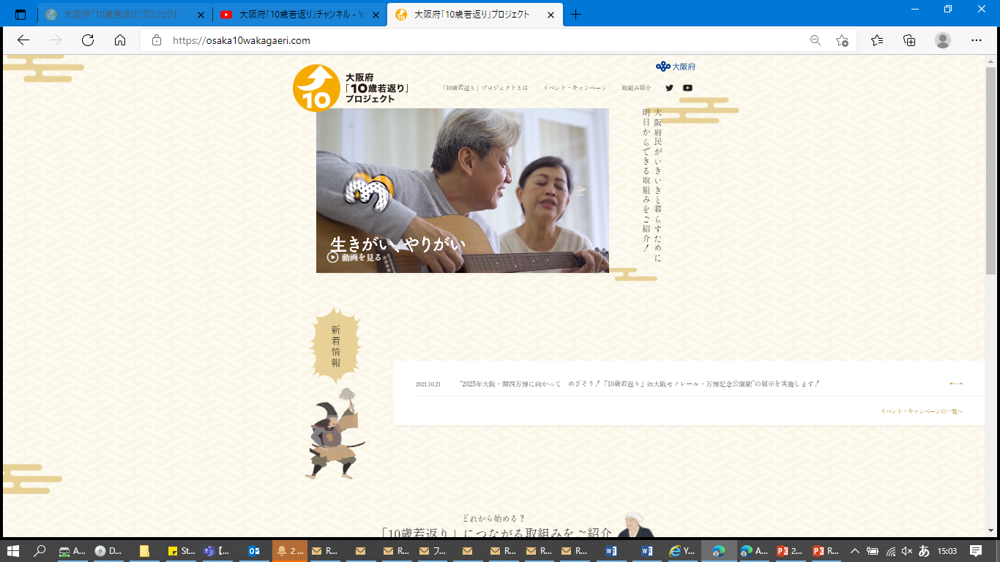 大阪府「10歳若返り」プロジェクト
大阪府「10歳若返り」チャンネル - Yo
大阪府「10歳若返り」プロジェクト
https://osaka10wakagaeri.com
10
大阪府
「10歳若返り」
プロジェクト
大阪府
「10歳若返り」プロジェクトとは
イベント・キャンペーン
取組み紹介
大阪府民がいきいきと暮らすために
明日からできる取組みをご紹介！
3
生きがい、やりがい
動画を見る
新着情報
2021.10.21
“2025年大阪・関西万博に向かって　めざそう！「10歳若返り」in大阪モノレール・万博記念公園駅”の展示を実施します！
イベント・キャンペーンの一覧へ
どれから始める？
「10歳若返り」につながる取組みをご紹介
A...
D...
St...
【...
2 ...
R...
R...
フ...
R...
R...
R...
Y...
A...
2...
R...
あ
15:03